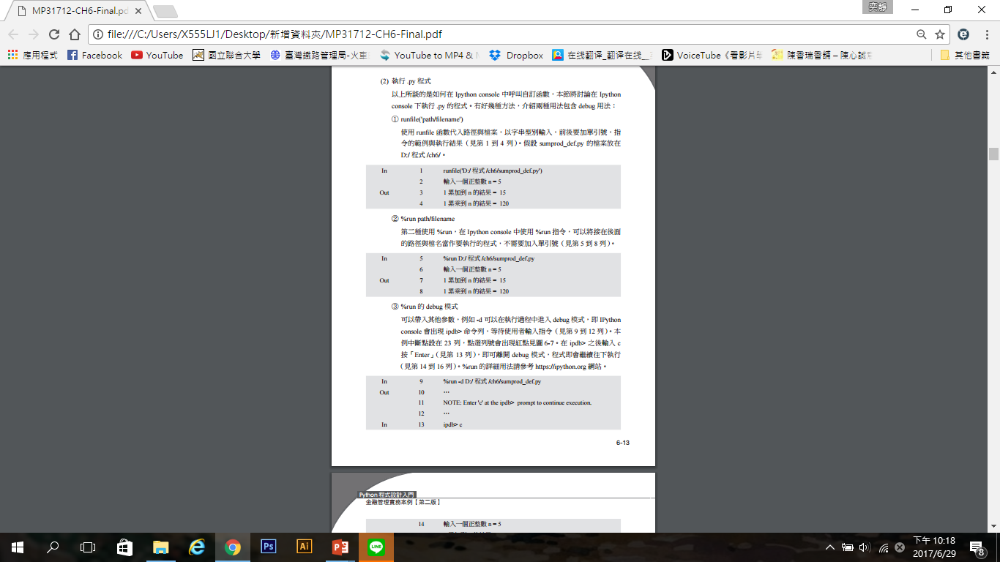 MP31712-CH6-Final.pd
奕靜
file:///C:/Users/X555LJ1/Desktop/新增資料夾/MP31712-CH6-Final.pdf
應用程式 Facebook YouTube 國立聯合大學 臺灣鐵路管理局-火車 YouTube to MP4 & Dropbox 在线翻译_翻译在线_ VoiceTube《看影片學 陳香瑞香舖 – 陳心誠 其他書籤
(2) 執行 .py 程式
以上所談的是如何在 Ipython console 中呼叫自訂函數，本節將討論在 Ipython
console 下執行 .py 的程式。有好幾種方法，介紹兩種用法包含 debug 用法：
① runfile('path/filename')
使用 runfile 函數代入路徑與檔案，以字串型別輸入，前後要加單引號，指
令的範例與執行結果（見第 1 到 4 列）。假設 sumprod_def.py 的檔案放在
D:/ 程式 /ch6/。
In 1 runfile('D:/ 程式 /ch6/sumprod_def.py')
2 輸入一個正整數 n = 5
Out 3 1 累加到 n 的結果 = 15
4 1 累乘到 n 的結果 = 120
② %run path/filename
第二種使用 %run，在 Ipython console 中使用 %run 指令，可以將接在後面
的路徑與檔名當作要執行的程式，不需要加入單引號（見第 5 到 8 列）。
In 5 %run D:/ 程式 /ch6/sumprod_def.py
6 輸入一個正整數 n = 5
Out 7 1 累加到 n 的結果 = 15
8 1 累乘到 n 的結果 = 120
③ %run 的 debug 模式
可以帶入其他參數，例如 -d 可以在執行過程中進入 debug 模式，即 IPython
console 會出現 ipdb> 命令列，等待使用者輸入指令（見第 9 到 12 列）。本
例中斷點設在 23 列，點選列號會出現紅點見圖 6-7。在 ipdb> 之後輸入 c
按「Enter」（見第 13 列），即可離開 debug 模式，程式即會繼續往下執行
（見第 14 到 16 列）。%run 的詳細用法請參考 https://ipython.org 網站。
In 9 %run -d D:/ 程式 /ch6/sumprod_def.py
Out 10 …
11 NOTE: Enter 'c' at the ipdb> prompt to continue execution.
12 …
In 13 ipdb> c
6-13
Python 程式設計入門
金融管理實務案例【第二版】
14 輸入一個正整數 n = 5
Ps Ai P LINE
下午 10:18
2017/6/29
8